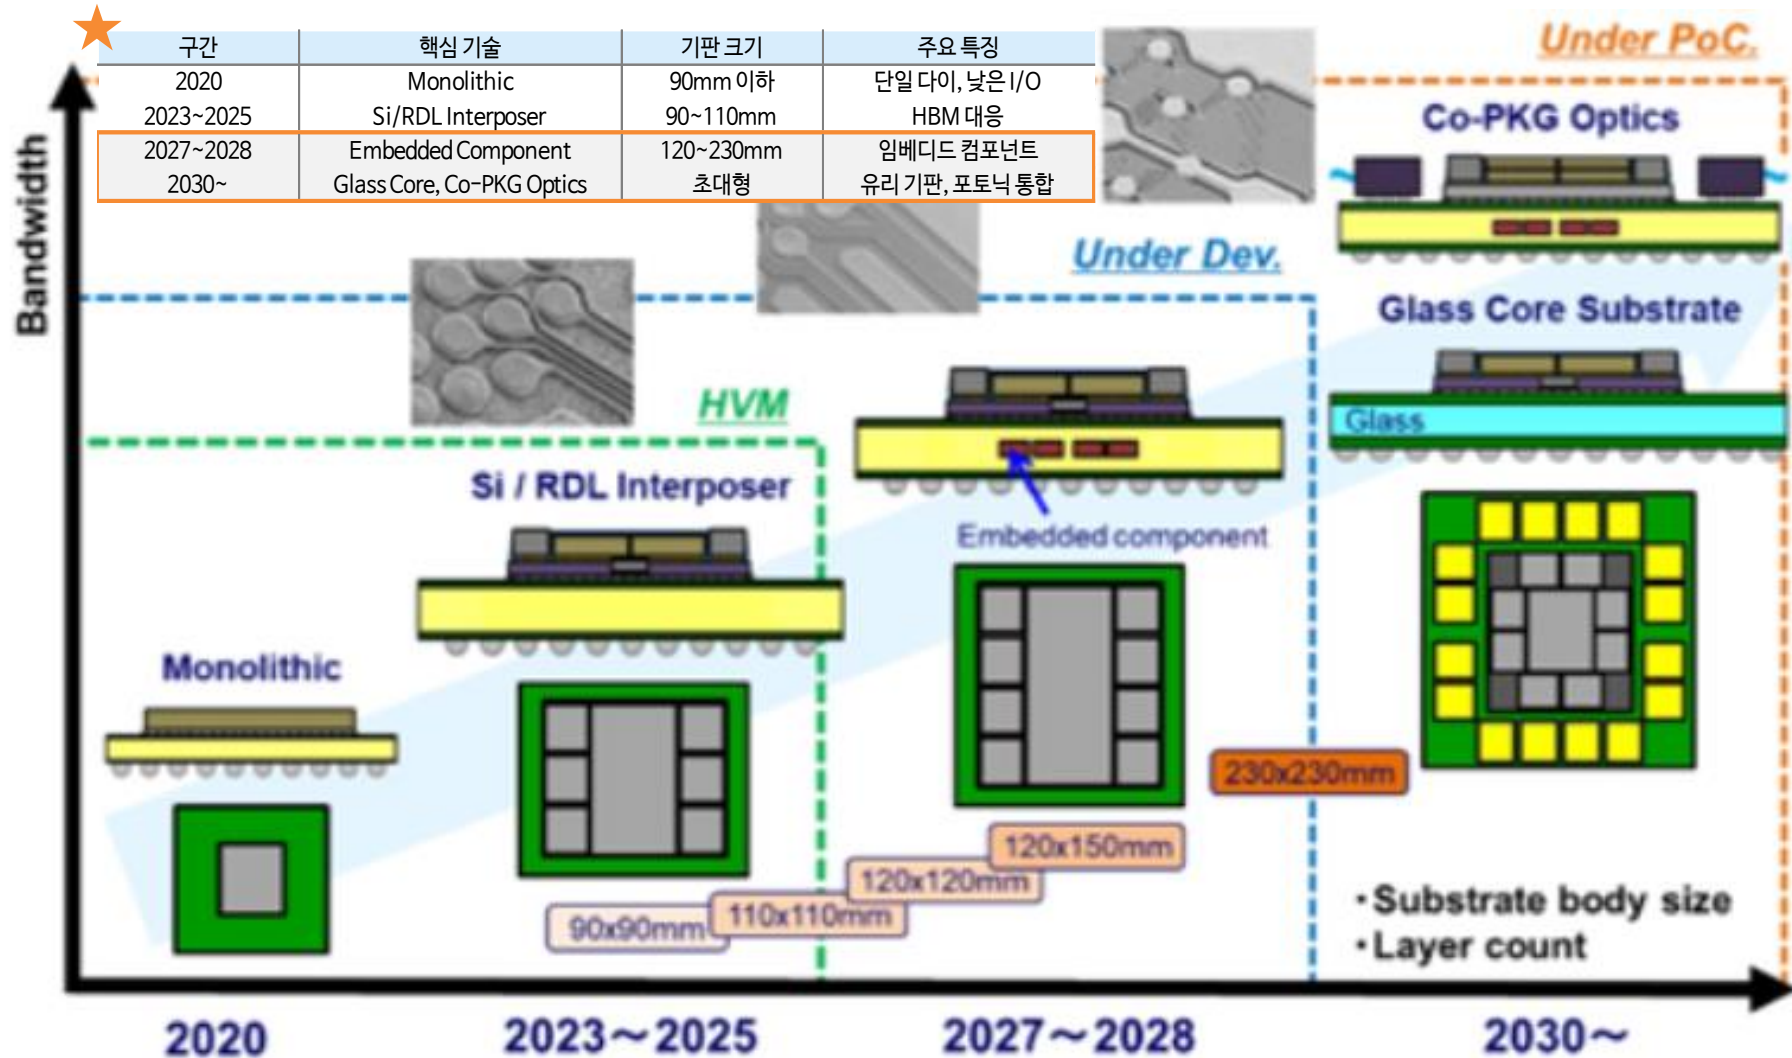 구간 핵심 기술 기판 크기 주요 특징
2020 Monolithic 90mm 이하 단일 다이, 낮은 I/O
2023~2025 Si/RDL Interposer 90~110mm HBM 대응
2027~2028 Embedded Component 120~230mm 임베디드 컴포넌트
2030~ Glass Core, Co-PKG Optics 초대형 유리 기판, 포토닉 통합
Under PoC.
Co-PKG Optics
Bandwidth
Under Dev.
Glass Core Substrate
Glass
HVM
Si / RDL Interposer
Embedded component
Monolithic
230x230mm
120x150mm
120x120mm
110x110mm
90x90mm
・Substrate body size
・Layer count
2020 2023～2025 2027～2028 2030～